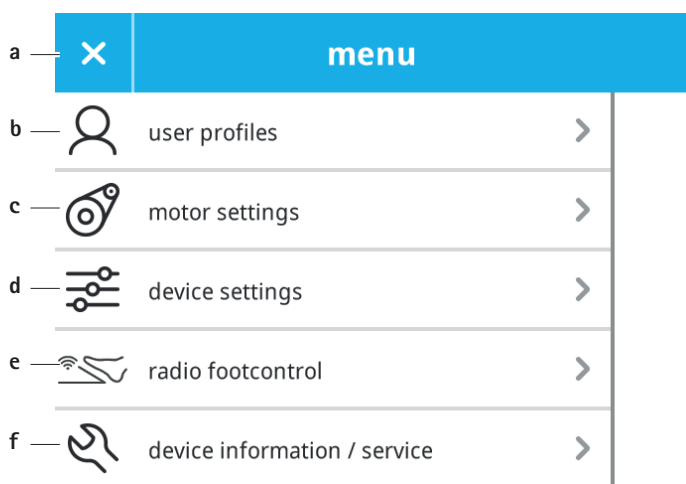 a menu
b user profiles
c motor settings
d device settings
e radio footcontrol
f device information / service